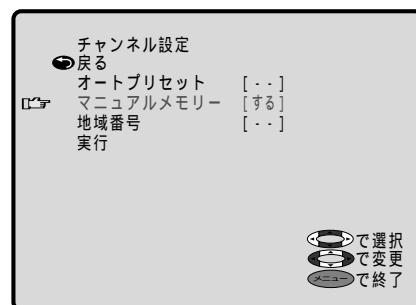 チャンネル設定
戻る
オートプリセット [--]
マニュアルメモリー [する]
地域番号 [--]
実行
で選択
で変更
メニューで終了